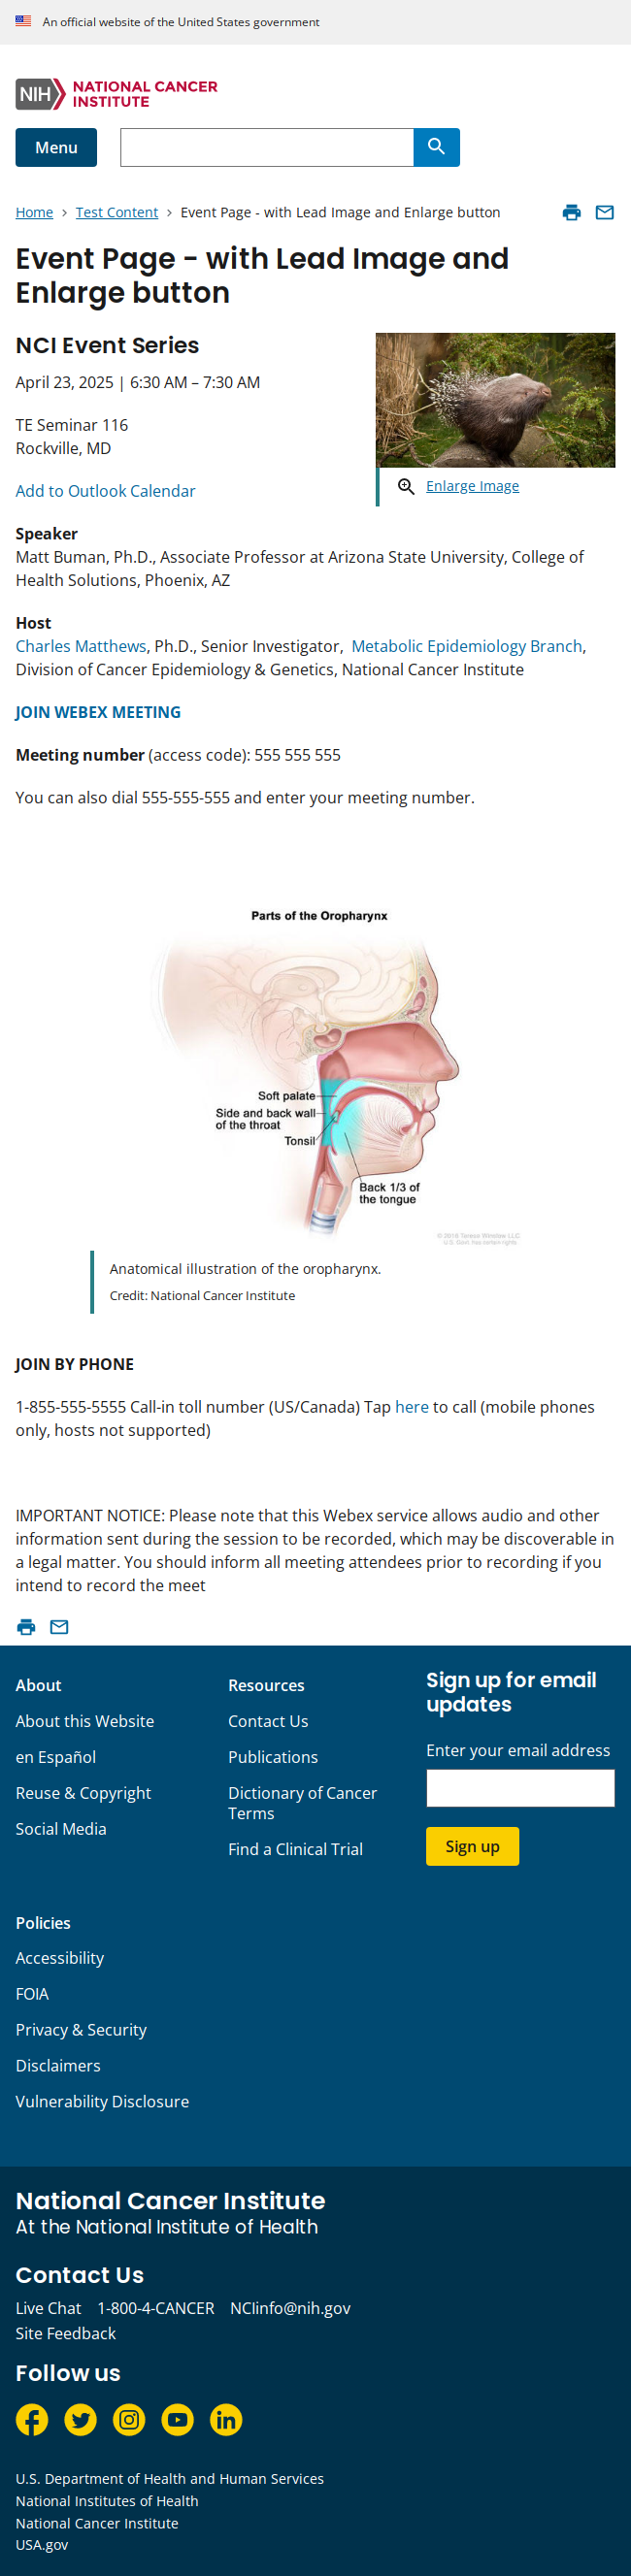 An official website of the United States government
NIH NATIONAL CANCER
INSTITUTE
Menu
Home > Test Content > Event Page - with Lead Image and Enlarge button
Event Page - with Lead Image and
Enlarge button
NCI Event Series
April 23, 2025 | 6:30 AM – 7:30 AM
TE Seminar 116
Rockville, MD
Add to Outlook Calendar
Enlarge Image
Speaker
Matt Buman, Ph.D., Associate Professor at Arizona State University, College of
Health Solutions, Phoenix, AZ
Host
Charles Matthews, Ph.D., Senior Investigator,  Metabolic Epidemiology Branch,
Division of Cancer Epidemiology & Genetics, National Cancer Institute
JOIN WEBEX MEETING
Meeting number (access code): 555 555 555
You can also dial 555-555-555 and enter your meeting number.
Parts of the Oropharynx
Soft palate
Side and back wall
of the throat
Tonsil
Back 1/3 of
the tongue
© 2016 Terese Winslow LLC
U.S. Govt. has certain rights
Anatomical illustration of the oropharynx.
Credit: National Cancer Institute
JOIN BY PHONE
1-855-555-5555 Call-in toll number (US/Canada) Tap here to call (mobile phones
only, hosts not supported)
IMPORTANT NOTICE: Please note that this Webex service allows audio and other
information sent during the session to be recorded, which may be discoverable in
a legal matter. You should inform all meeting attendees prior to recording if you
intend to record the meet
About
About this Website
en Español
Reuse & Copyright
Social Media
Resources
Contact Us
Publications
Dictionary of Cancer
Terms
Find a Clinical Trial
Sign up for email
updates
Enter your email address
Sign up
Policies
Accessibility
FOIA
Privacy & Security
Disclaimers
Vulnerability Disclosure
National Cancer Institute
At the National Institute of Health
Contact Us
Live Chat 1-800-4-CANCER NCIinfo@nih.gov
Site Feedback
Follow us
U.S. Department of Health and Human Services
National Institutes of Health
National Cancer Institute
USA.gov